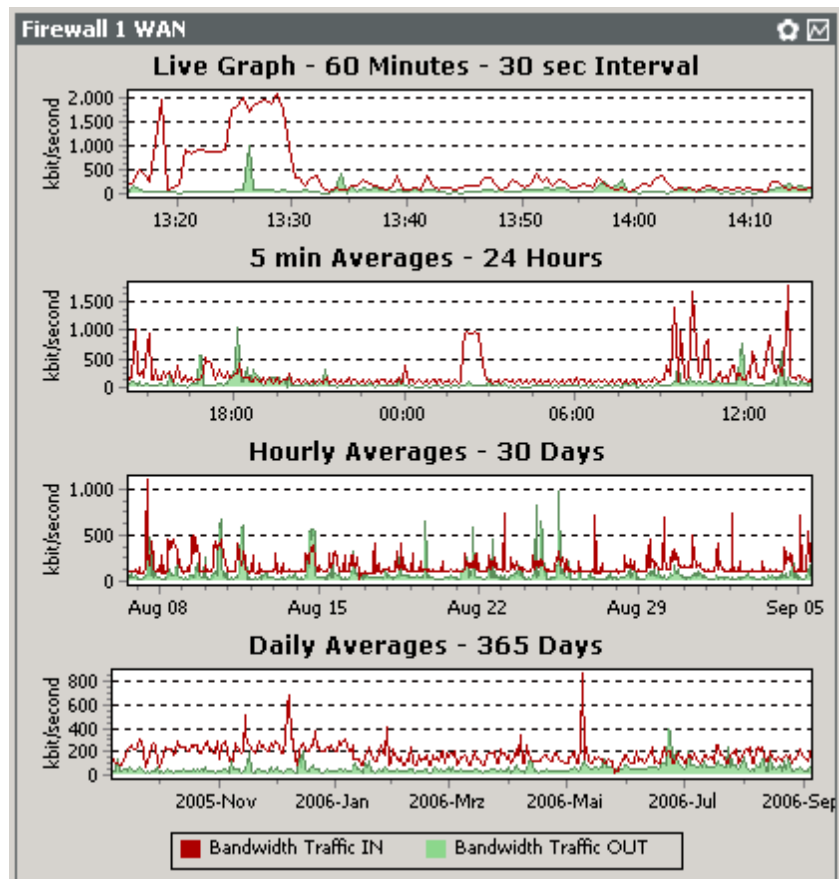 Firewall 1 WAN
Live Graph - 60 Minutes - 30 sec Interval
kbit/second
2.000
1.500
1.000
500
0
13:20 13:30 13:40 13:50 14:00 14:10
5 min Averages - 24 Hours
kbit/second
1.500
1.000
500
0
18:00 00:00 06:00 12:00
Hourly Averages - 30 Days
kbit/second
1.000
500
0
Aug 08 Aug 15 Aug 22 Aug 29 Sep 05
Daily Averages - 365 Days
kbit/second
800
600
400
200
0
2005-Nov 2006-Jan 2006-Mrz 2006-Mai 2006-Jul 2006-Sep
Bandwidth Traffic IN Bandwidth Traffic OUT